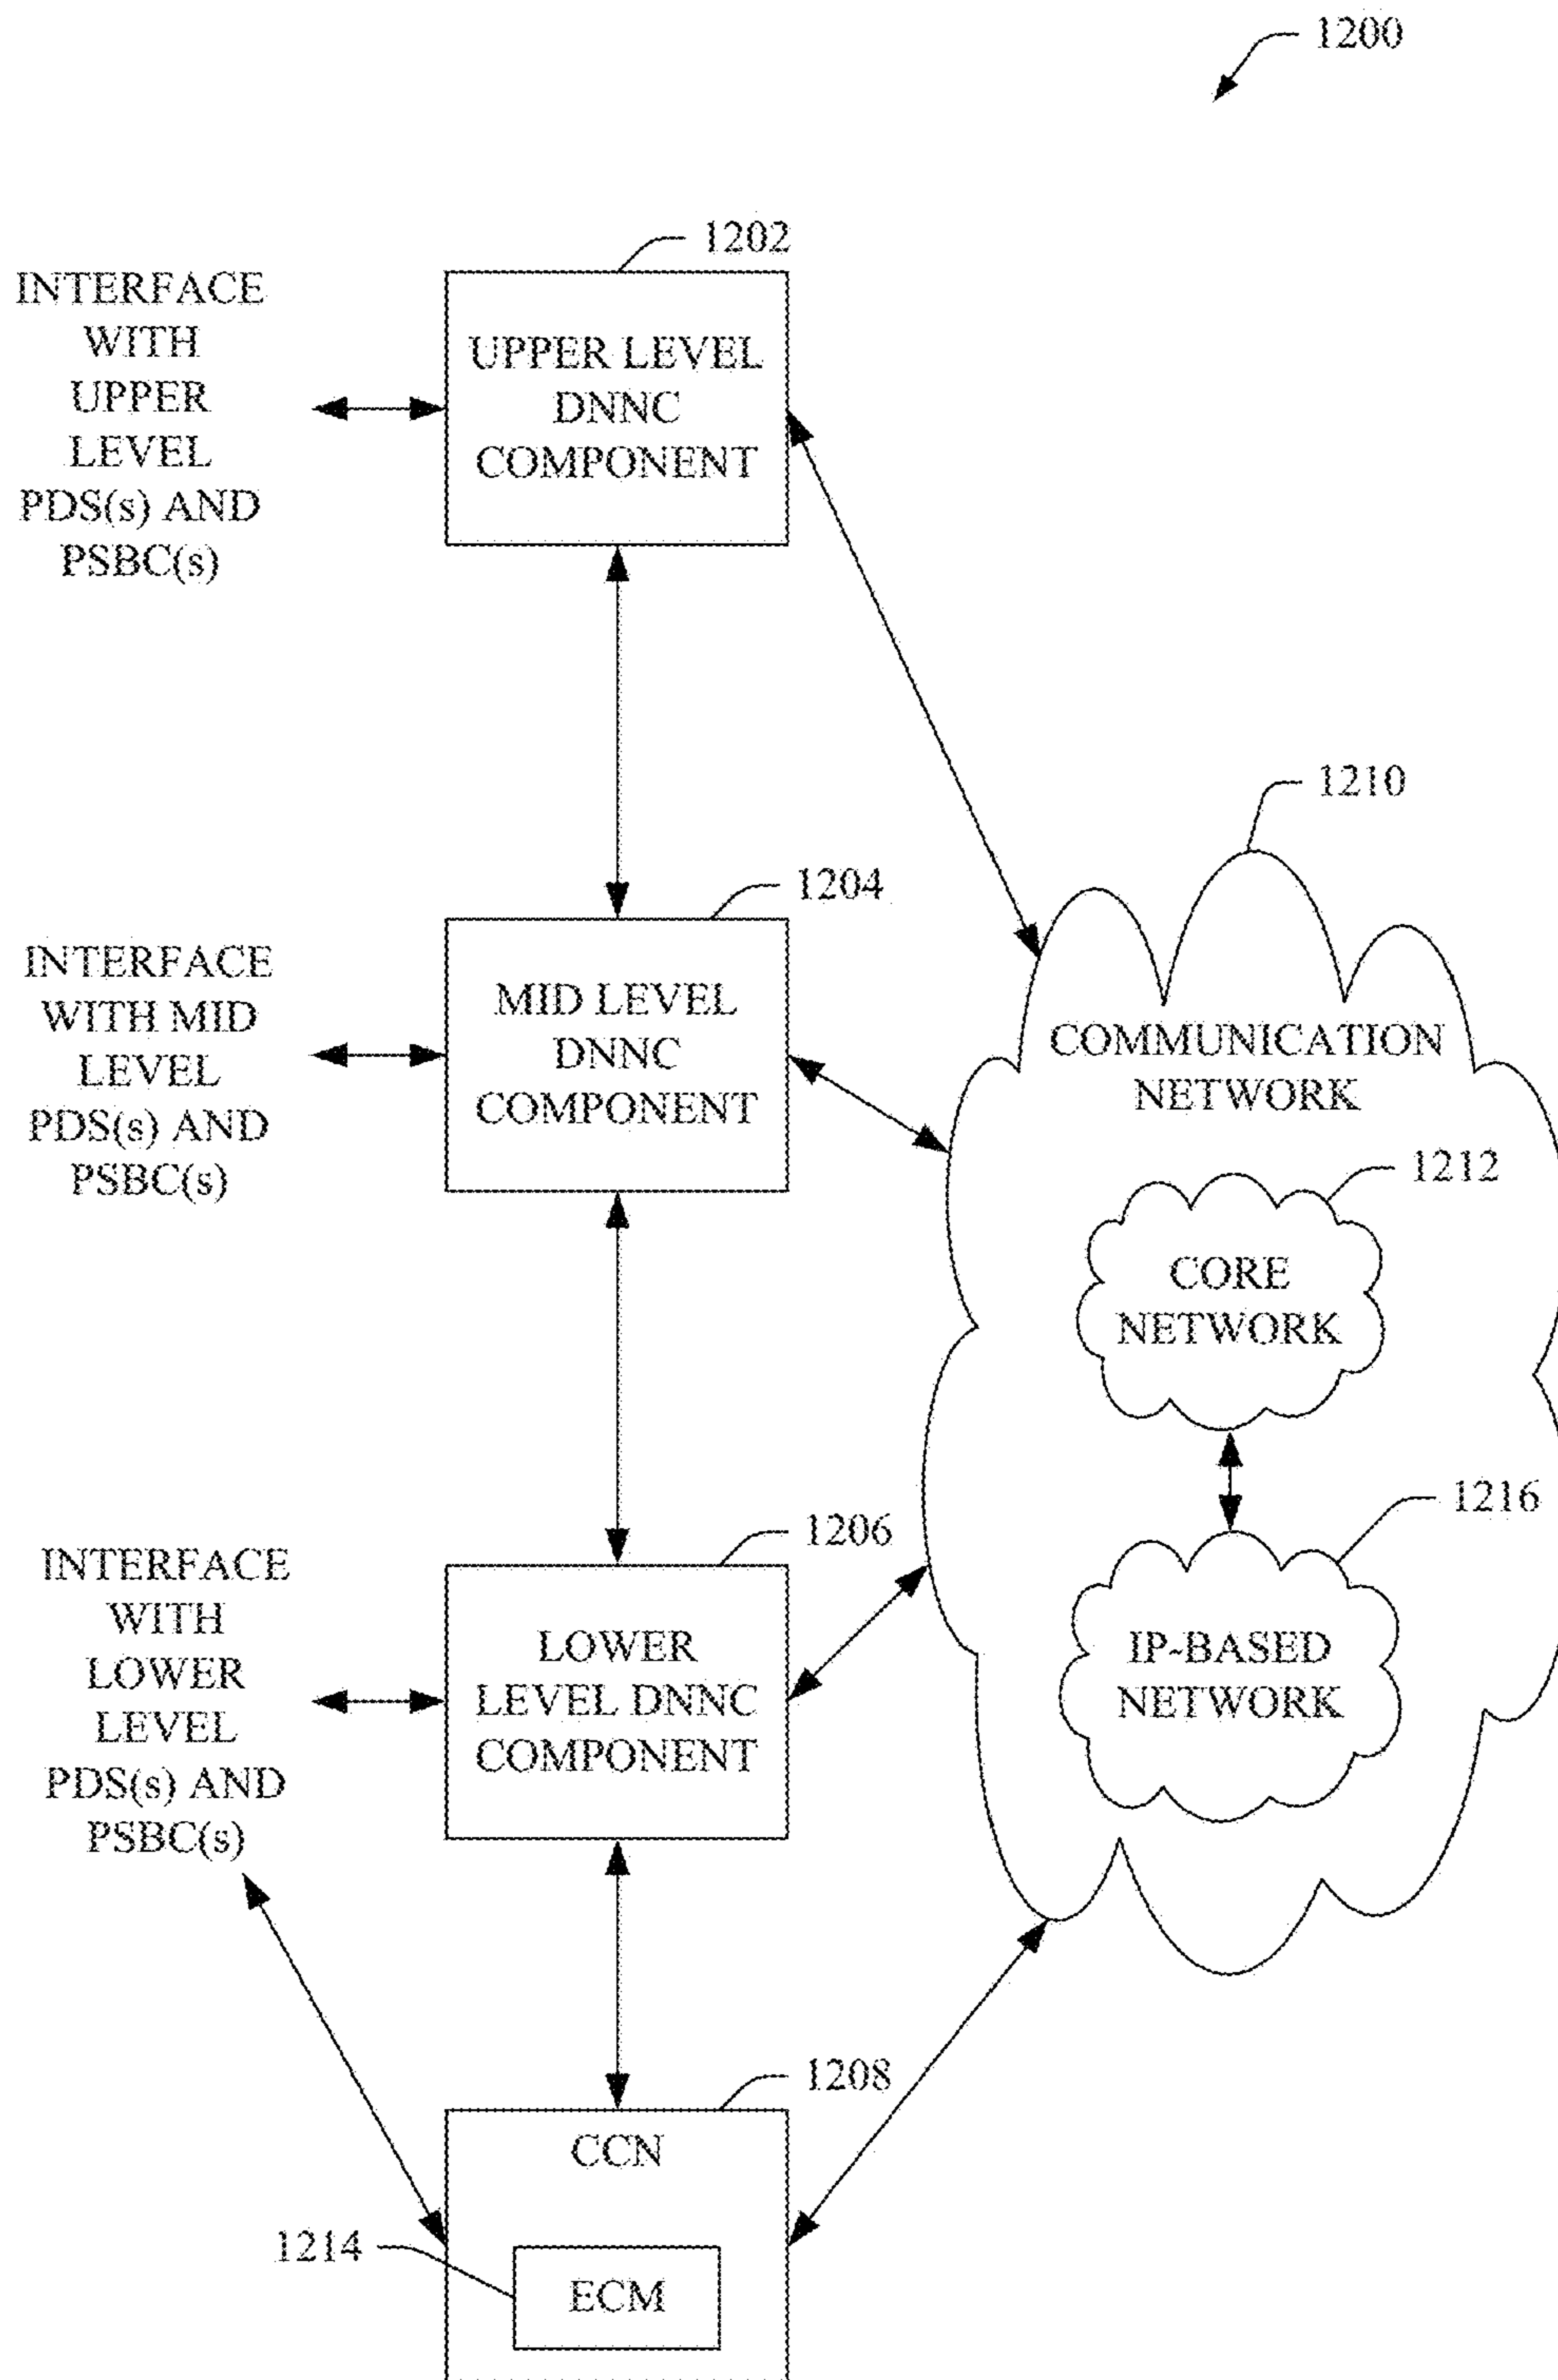 1200
1202
INTERFACE
WITH
UPPER
LEVEL
PDS(s) AND
PSBC(s)
UPPER LEVEL
DNNC
COMPONENT
1210
1204
INTERFACE
WITH MID
LEVEL
PDS(s) AND
PSBC(s)
MID LEVEL
DNNC
COMPONENT
COMMUNICATION
NETWORK
1212
CORE
NETWORK
1216
IP-BASED
NETWORK
1206
INTERFACE
WITH
LOWER
LEVEL
PDS(s) AND
PSBC(s)
LOWER
LEVEL DNNC
COMPONENT
1208
CCN
1214
ECM